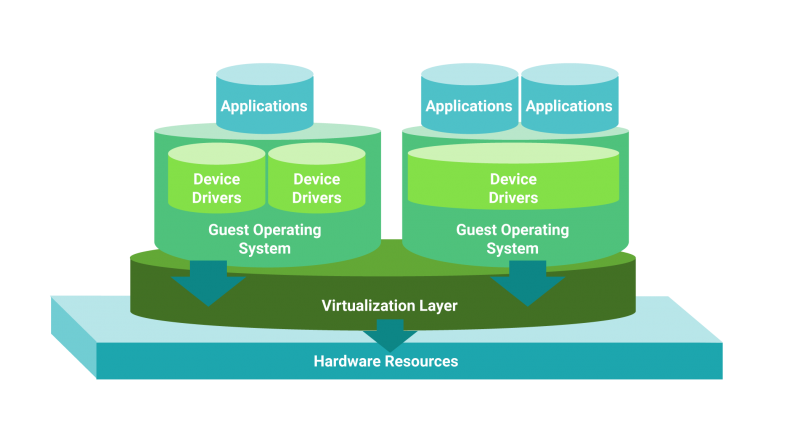 Applications
Applications
Applications
Device
Drivers
Device
Drivers
Device
Drivers
Guest Operating
System
Guest Operating
System
Virtualization Layer
Hardware Resources